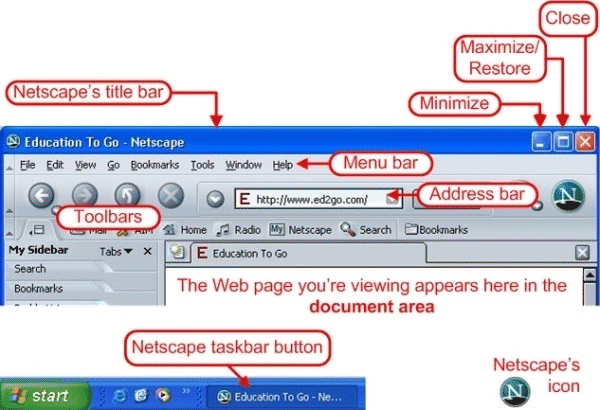 Close
Maximize/
Restore
Netscape's title bar
Minimize
Education To Go - Netscape
File Edit View Go Bookmarks Tools Window Help
Menu bar
E http://www.ed2go.com/
Address bar
N
Toolbars
Mail AIM Home Radio My Netscape Search Bookmarks
My Sidebar Tabs
E Education To Go
Search
Bookmarks
The Web page you're viewing appears here in the
document area
Netscape taskbar button
Netscape's
icon
start
Education To Go - Ne...
N